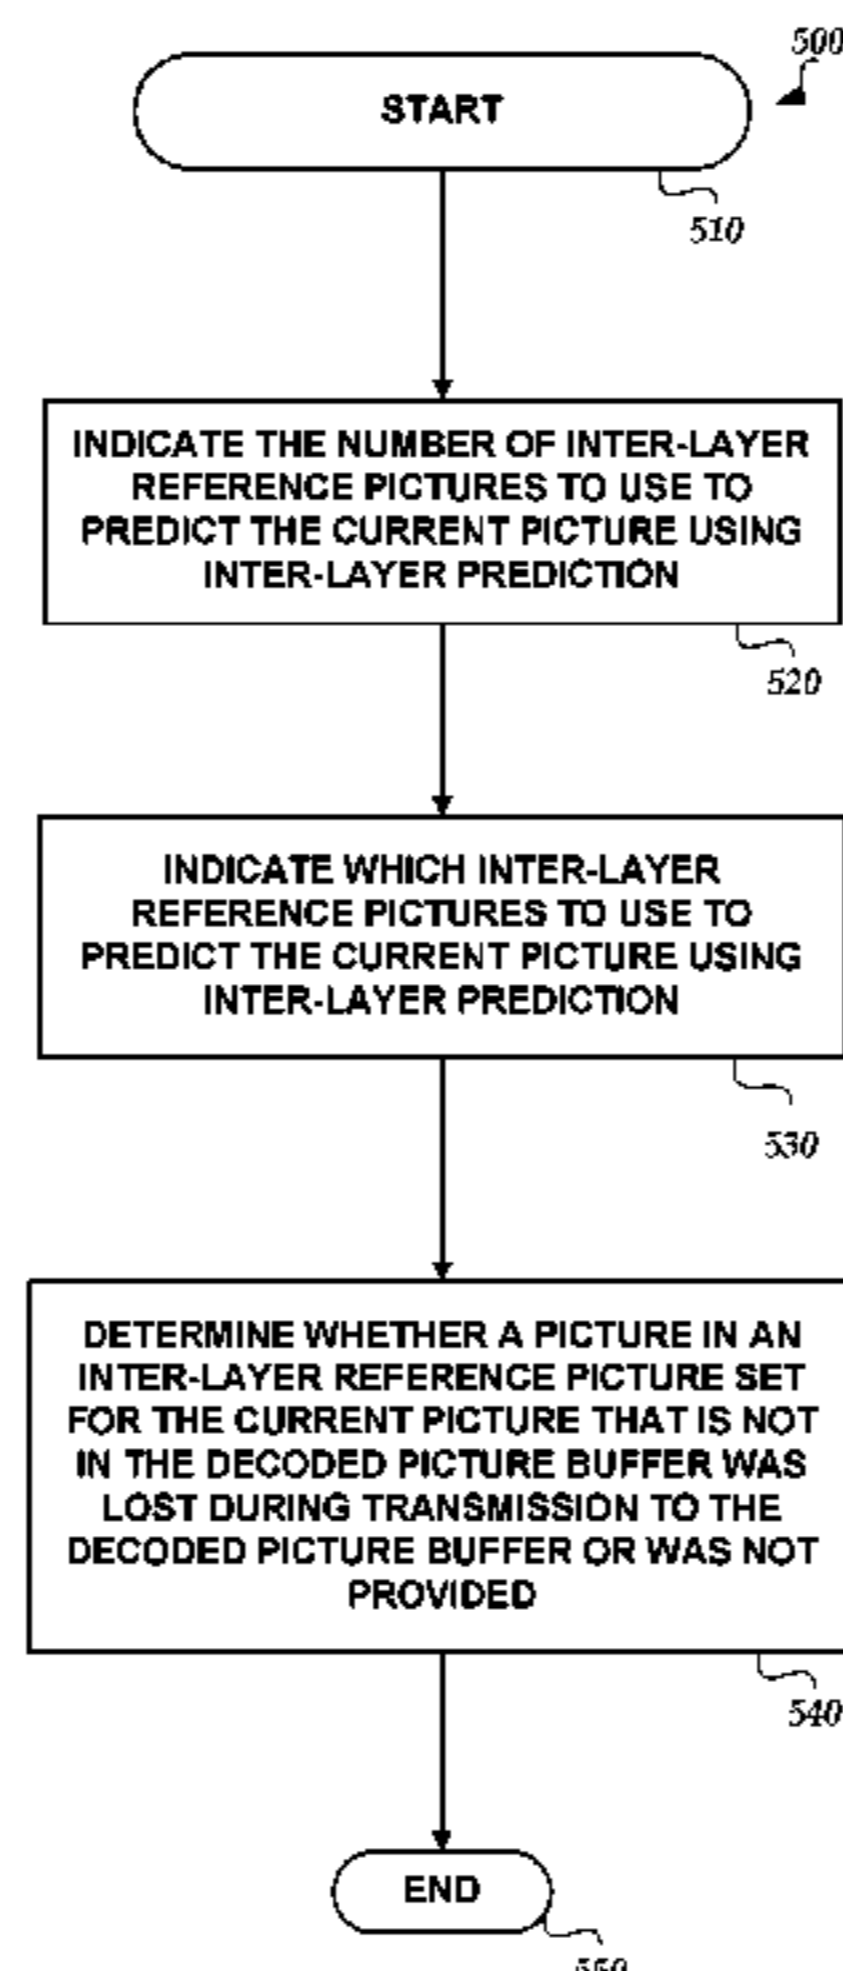 500
START
510
INDICATE THE NUMBER OF INTER-LAYER
REFERENCE PICTURES TO USE TO
PREDICT THE CURRENT PICTURE USING
INTER-LAYER PREDICTION
520
INDICATE WHICH INTER-LAYER
REFERENCE PICTURES TO USE TO
PREDICT THE CURRENT PICTURE USING
INTER-LAYER PREDICTION
530
DETERMINE WHETHER A PICTURE IN AN
INTER-LAYER REFERENCE PICTURE SET
FOR THE CURRENT PICTURE THAT IS NOT
IN THE DECODED PICTURE BUFFER WAS
LOST DURING TRANSMISSION TO THE
DECODED PICTURE BUFFER OR WAS NOT
PROVIDED
540
END
550